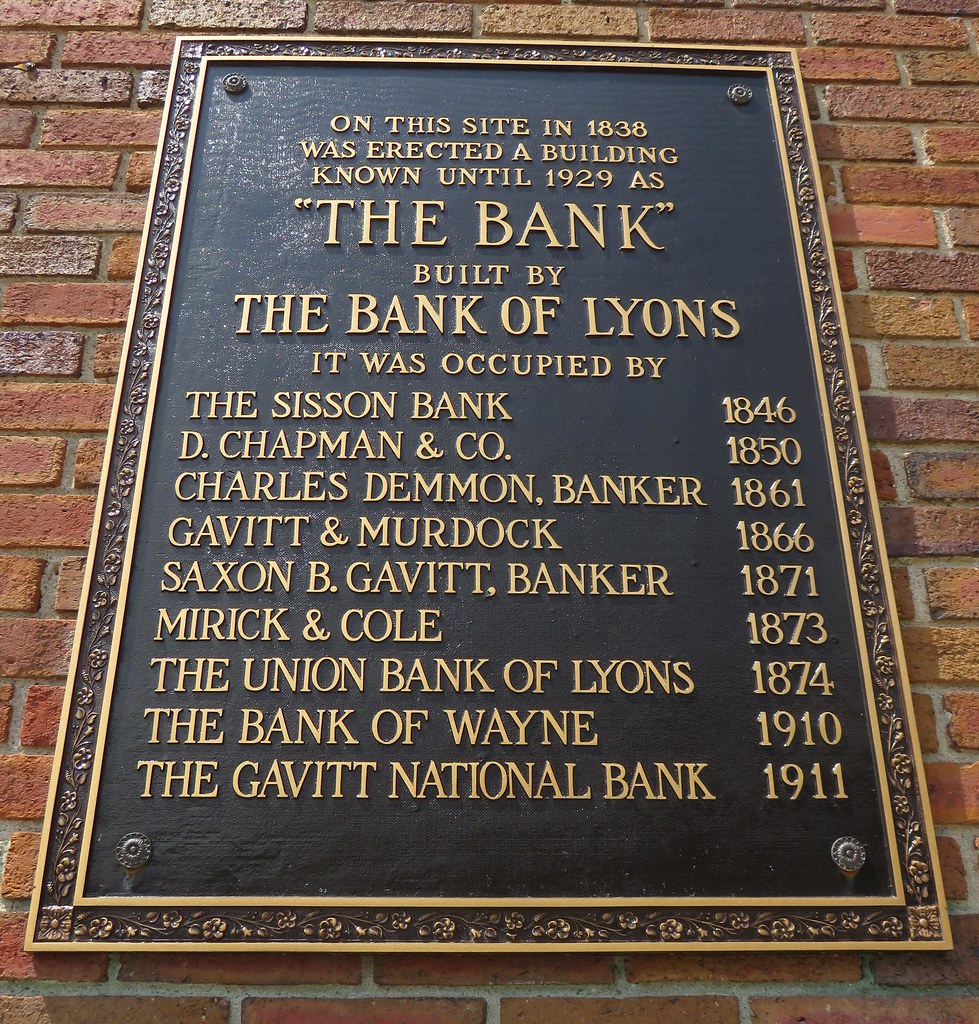 ON THIS SITE IN 1838
WAS ERECTED A BUILDING
KNOWN UNTIL 1929 AS
"THE BANK"
BUILT BY
THE BANK OF LYONS
IT WAS OCCUPIED BY
THE SISSON BANK 1846
D. CHAPMAN & CO. 1850
CHARLES DEMMON, BANKER 1861
GAVITT & MURDOCK 1866
SAXON B. GAVITT, BANKER 1871
MIRICK & COLE 1873
THE UNION BANK OF LYONS 1874
THE BANK OF WAYNE 1910
THE GAVITT NATIONAL BANK 1911